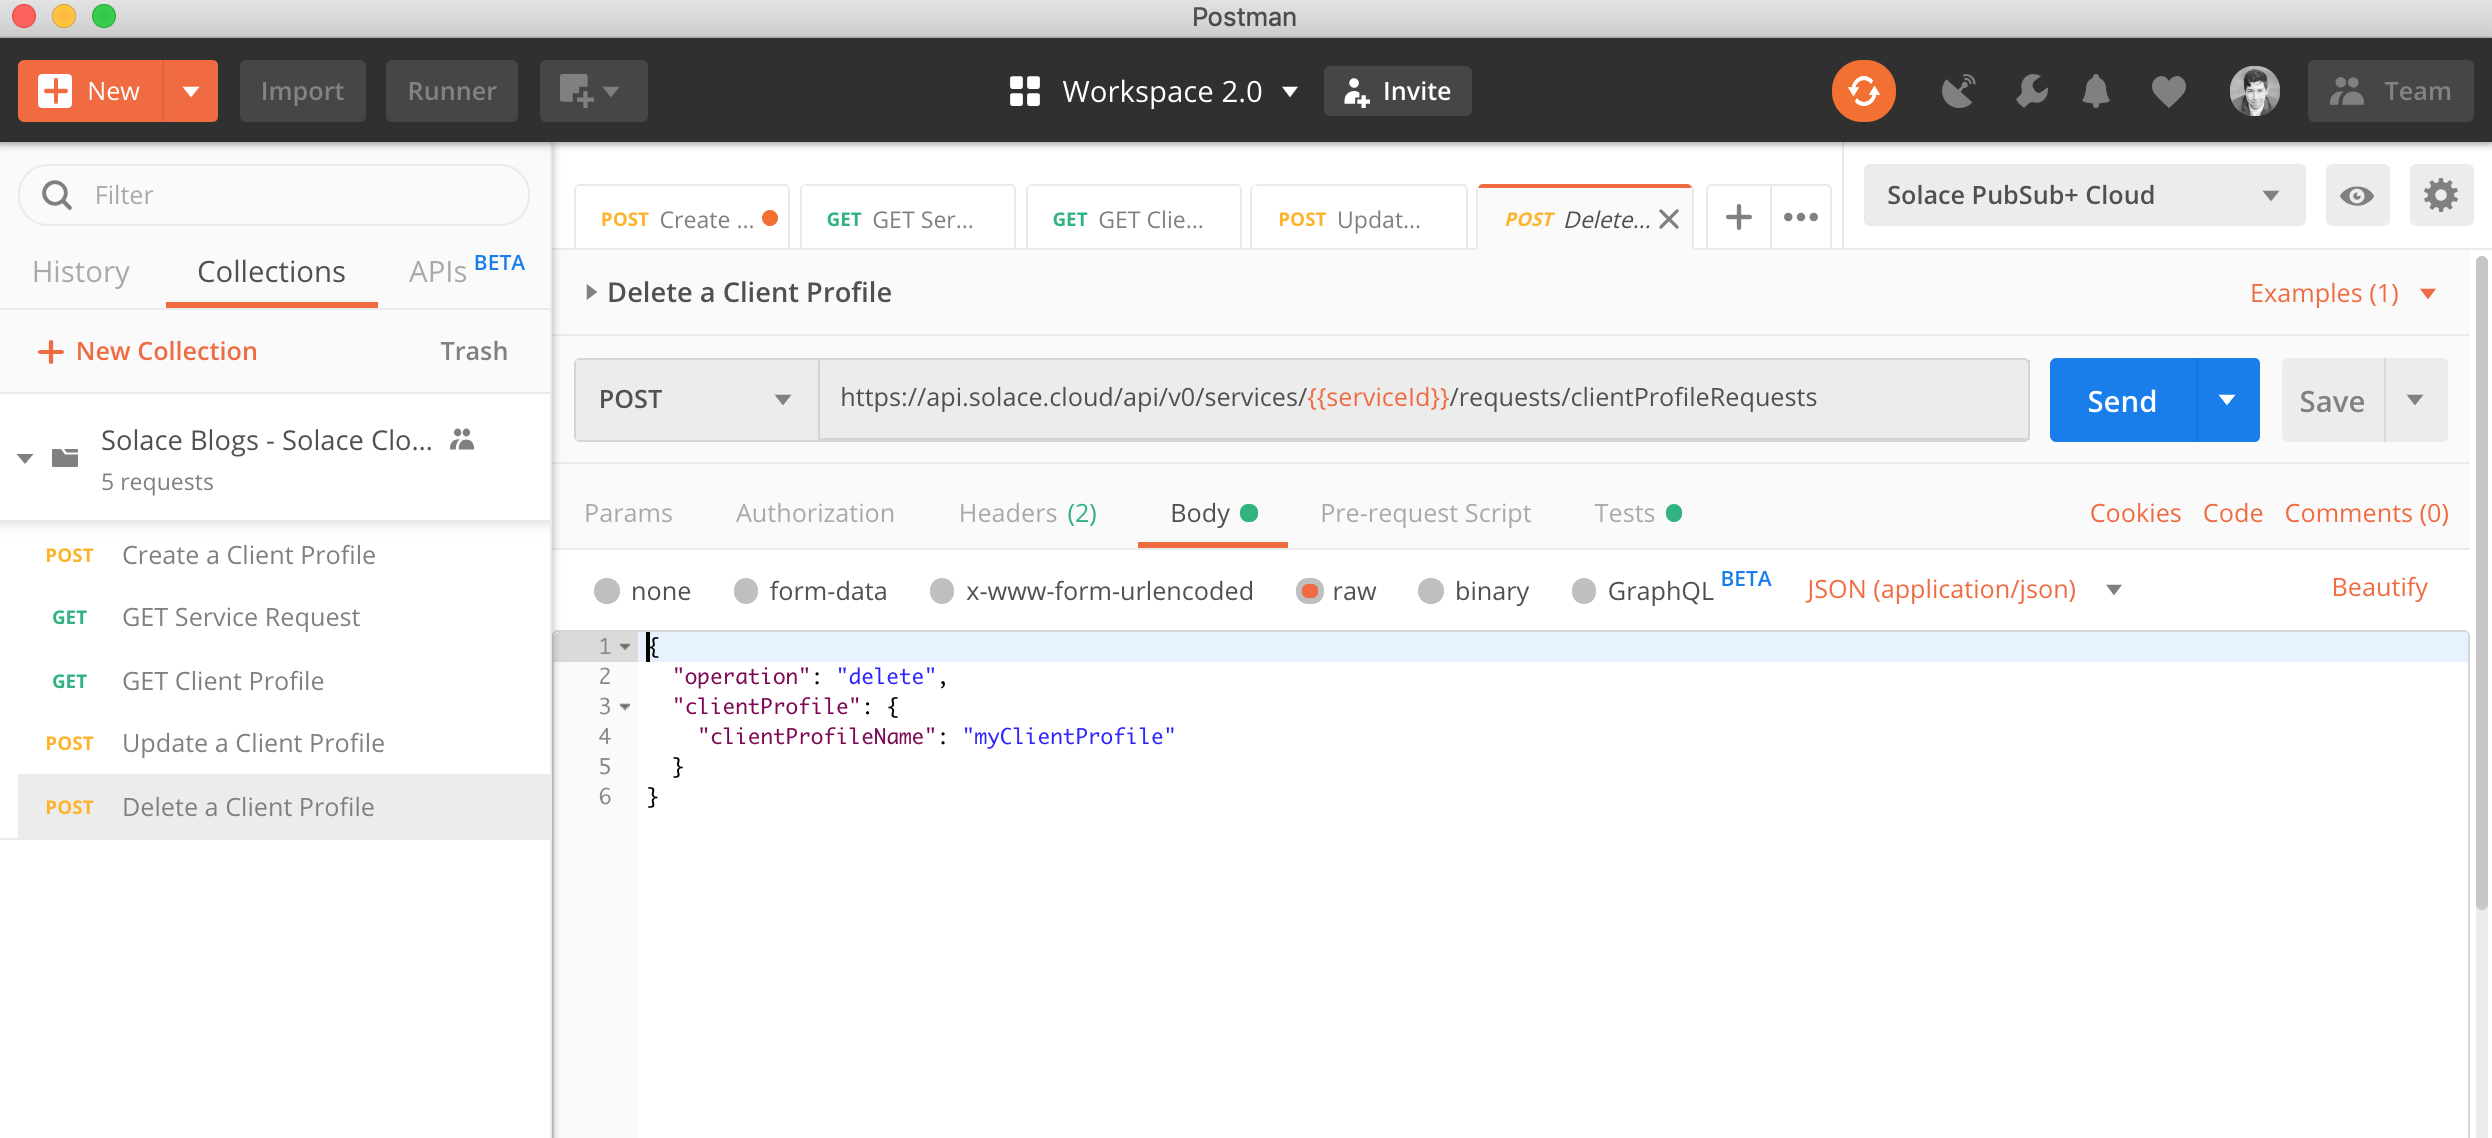 Postman
New
Import
Runner
Workspace 2.0
Invite
Team
Filter
History
Collections
APIs BETA
New Collection
Trash
Solace Blogs - Solace Clo...
5 requests
POST Create a Client Profile
GET GET Service Request
GET GET Client Profile
POST Update a Client Profile
POST Delete a Client Profile
POST Create ...
GET GET Ser...
GET GET Clie...
POST Updat...
POST Delete...
Solace PubSub+ Cloud
Delete a Client Profile
Examples (1)
POST
https://api.solace.cloud/api/v0/services/{{serviceId}}/requests/clientProfileRequests
Send
Save
Params
Authorization
Headers (2)
Body
Pre-request Script
Tests
Cookies
Code
Comments (0)
none
form-data
x-www-form-urlencoded
raw
binary
GraphQL BETA
JSON (application/json)
Beautify
1 {
2 "operation": "delete",
3 "clientProfile": {
4 "clientProfileName": "myClientProfile"
5 }
6 }